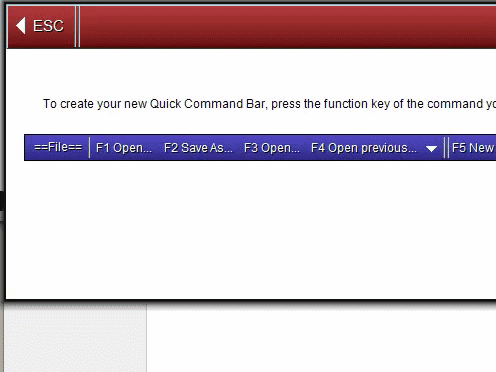 ESC
To create your new Quick Command Bar, press the function key of the command
==File== F1 Open... F2 Save As... F3 Open... F4 Open previous... F5 New